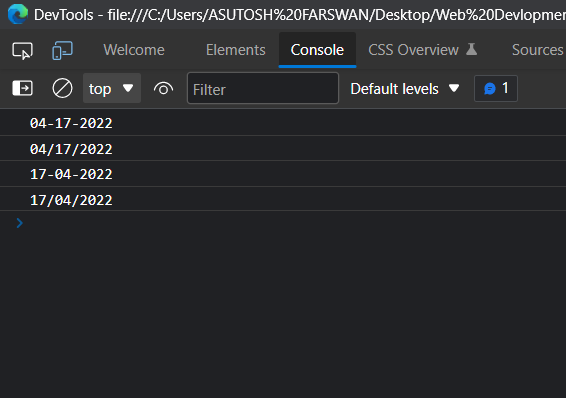 DevTools - file:///C:/Users/ASUTOSH%20FARSWAN/Desktop/Web%20Devlopmen
Welcome Elements Console CSS Overview Sources
top Filter Default levels 1
04-17-2022
04/17/2022
17-04-2022
17/04/2022